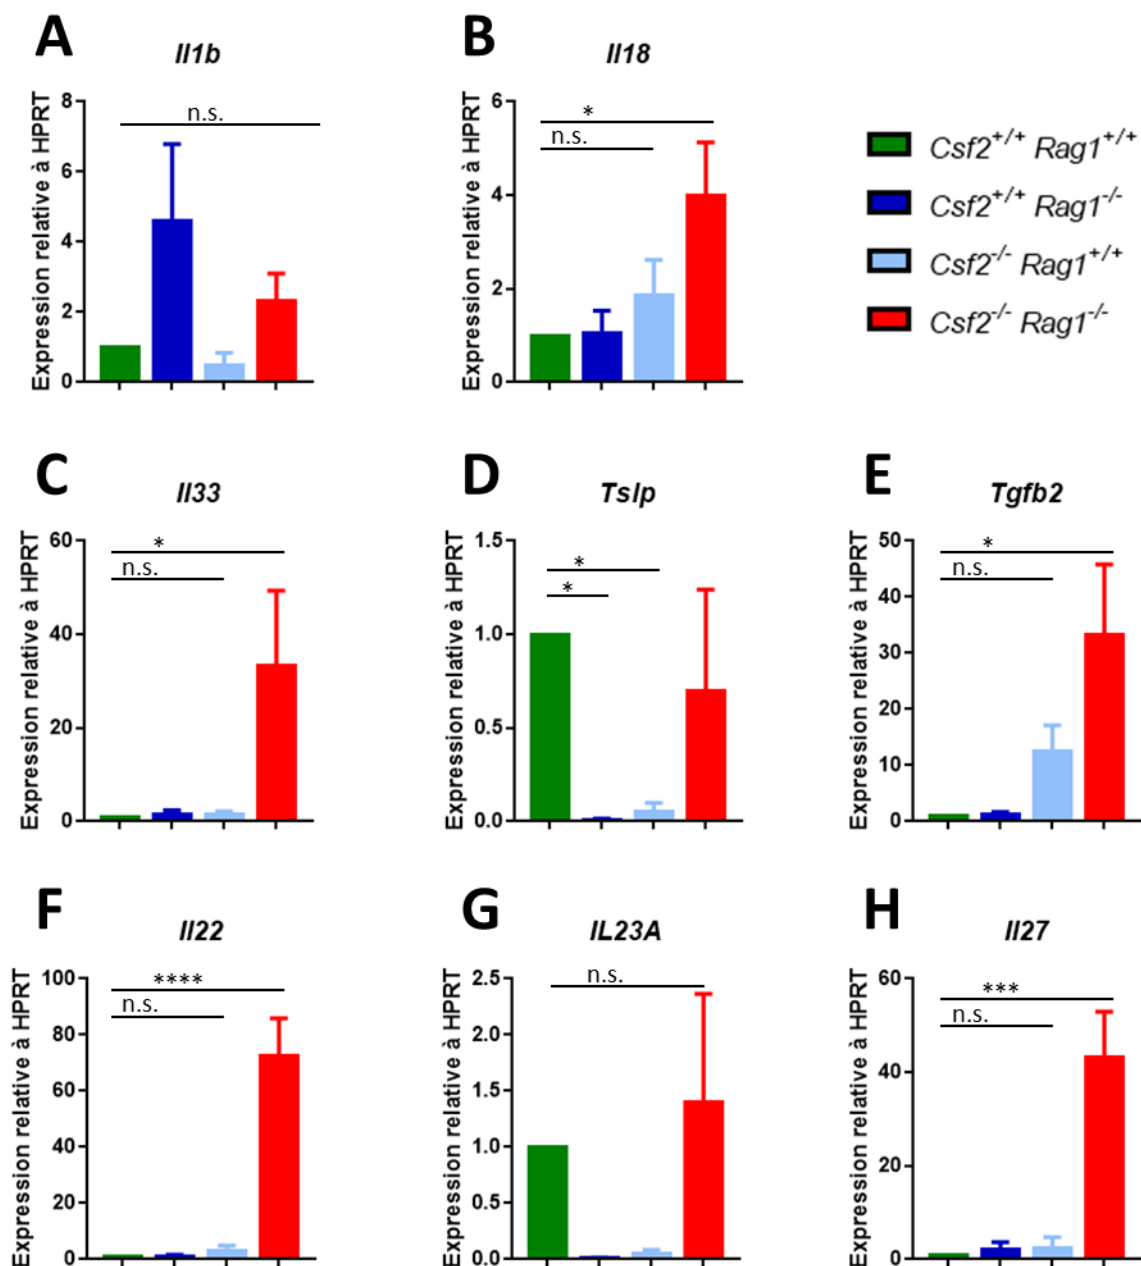 A
Il1b
Expression relative à HPRT
8
6
4
2
0
n.s.
B
Il18
Expression relative à HPRT
6
4
2
0
*
n.s.
Csf2+/+ Rag1+/+
Csf2+/+ Rag1-/-
Csf2-/- Rag1+/+
Csf2-/- Rag1-/-
C
Il33
Expression relative à HPRT
60
40
20
0
*
n.s.
D
Tslp
Expression relative à HPRT
1.5
1.0
0.5
0.0
*
*
E
Tgfb2
Expression relative à HPRT
50
40
30
20
10
0
*
n.s.
F
Il22
Expression relative à HPRT
100
80
60
40
20
0
****
n.s.
G
IL23A
Expression relative à HPRT
2.5
2.0
1.5
1.0
0.5
0.0
n.s.
H
Il27
Expression relative à HPRT
60
40
20
0
***
n.s.